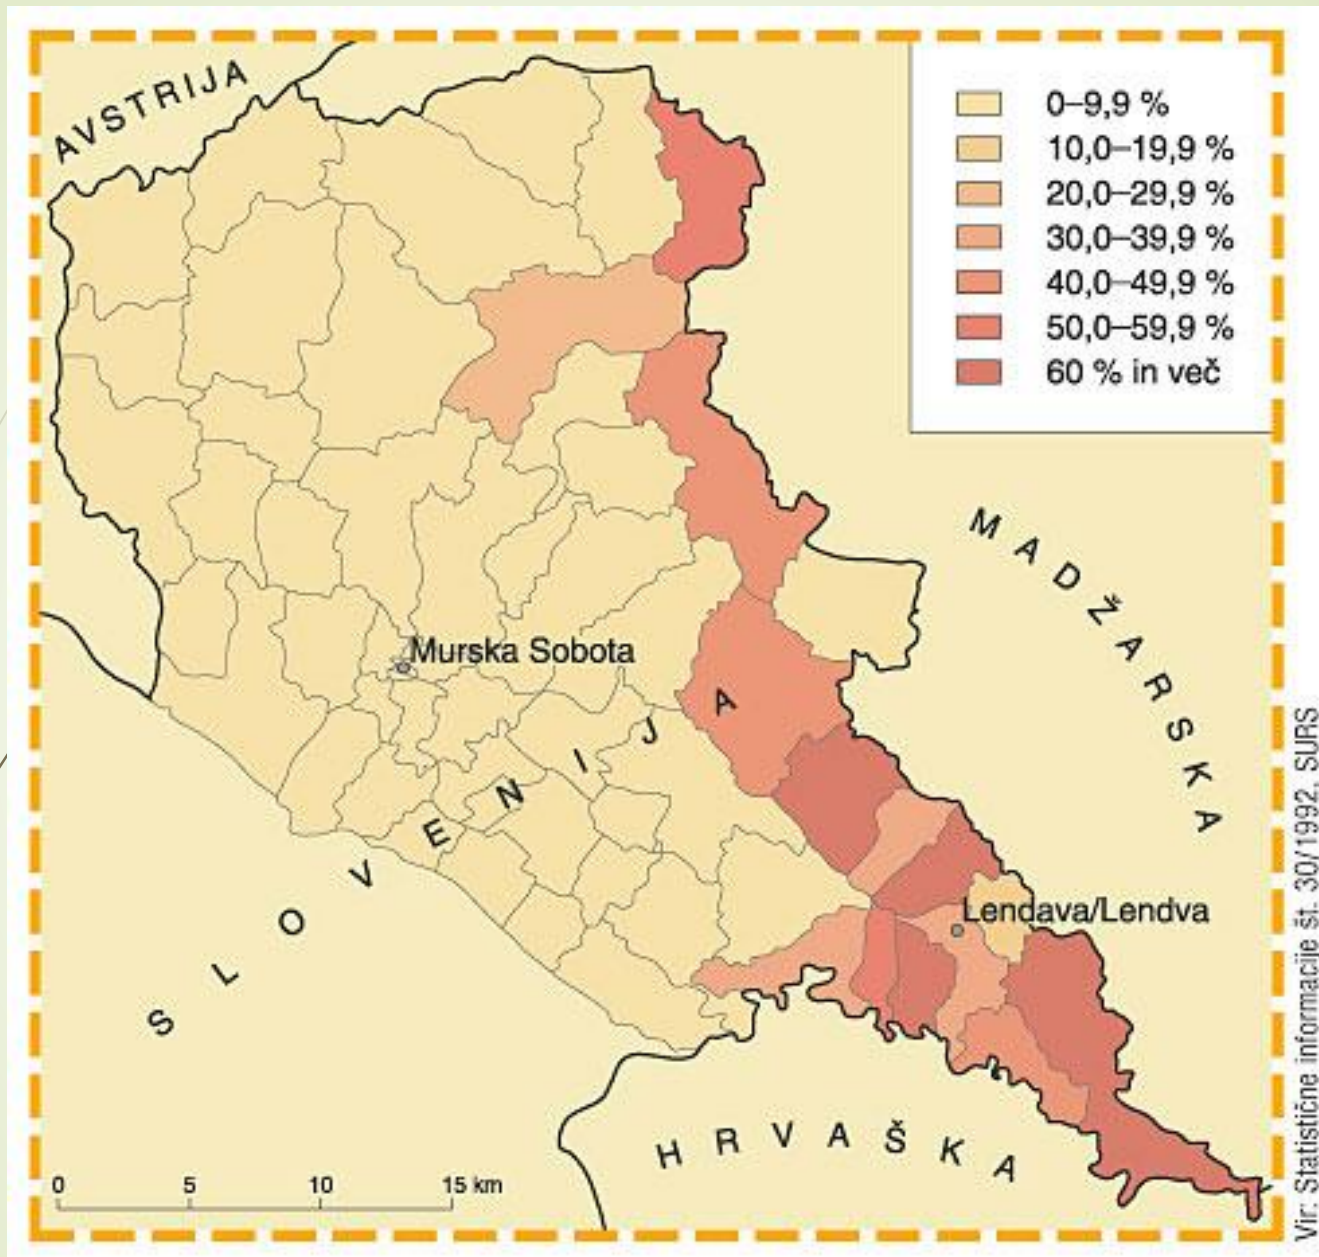 AVSTRIJA
0–9,9 %
10,0–19,9 %
20,0–29,9 %
30,0–39,9 %
40,0–49,9 %
50,0–59,9 %
60 % in več
MADŽARSKA
Murska Sobota
SLOVENIJA
Lendava/Lendva
HRVAŠKA
0 5 10 15 km
Vir: Statistične informacije št. 30/1992, SURS